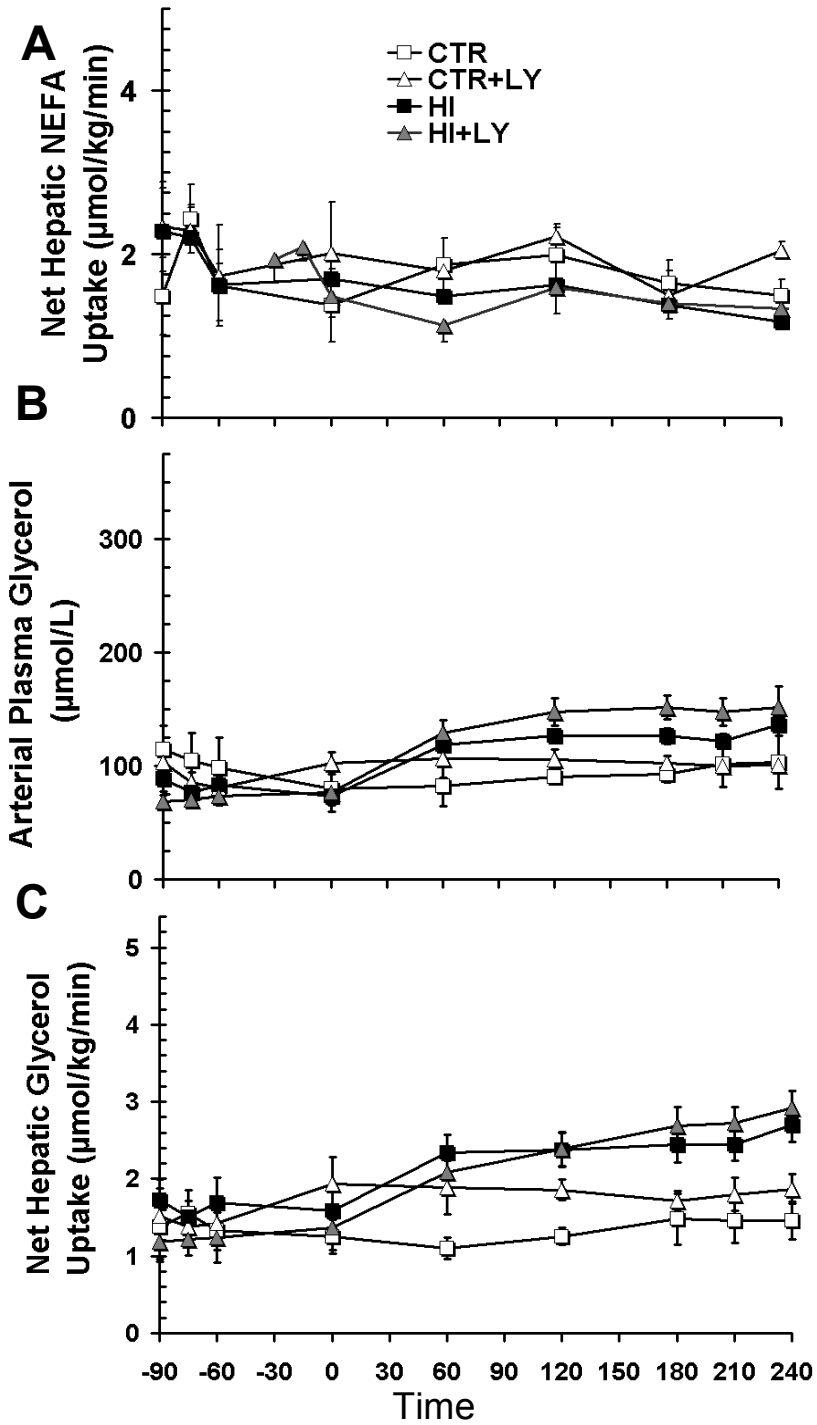 A
CTR
CTR+LY
HI
HI+LY
Net Hepatic NEFA
Uptake (µmol/kg/min)
4
2
0
B
Arterial Plasma Glycerol
(µmol/L)
300
200
100
0
C
Net Hepatic Glycerol
Uptake (µmol/kg/min)
5
4
3
2
1
0
-90 -60 -30 0 30 60 90 120 150 180 210 240
Time